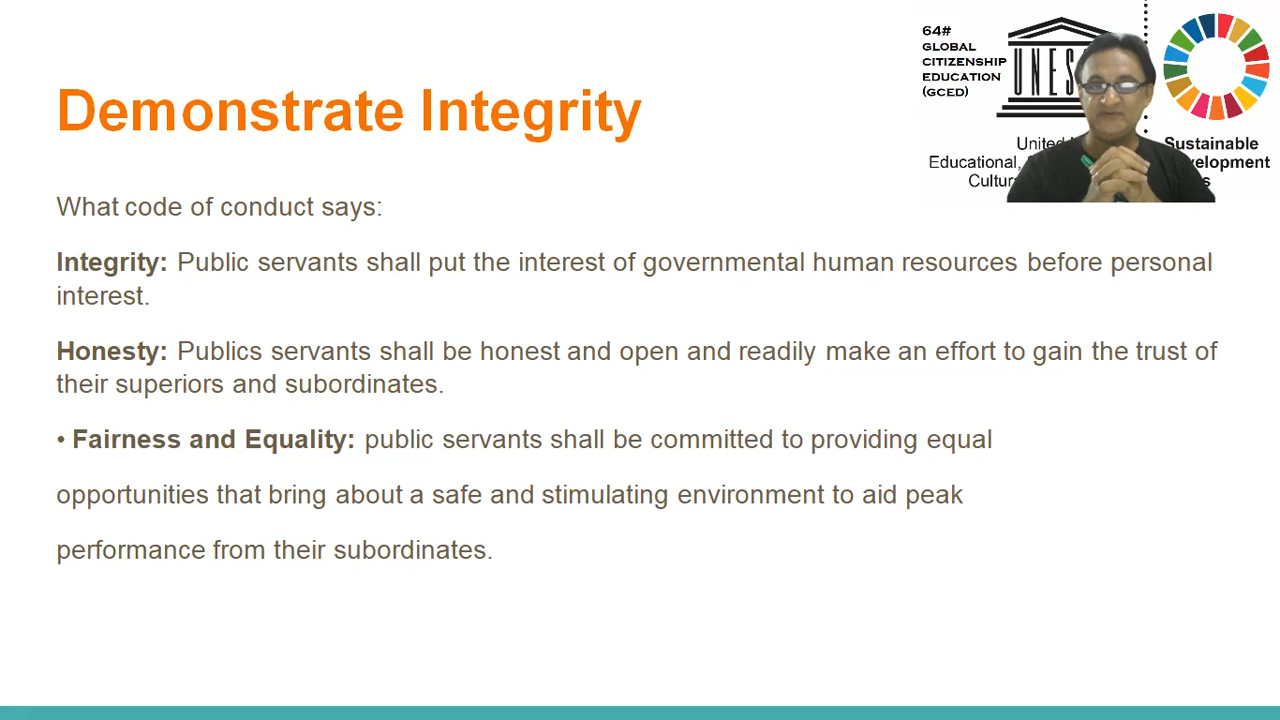 64#
GLOBAL
CITIZENSHIP
EDUCATION
(GCED)
UNES
United
Educational,
Cultu
Sustainable
velopment
s
Demonstrate Integrity
What code of conduct says:
Integrity: Public servants shall put the interest of governmental human resources before personal
interest.
Honesty: Publics servants shall be honest and open and readily make an effort to gain the trust of
their superiors and subordinates.
• Fairness and Equality: public servants shall be committed to providing equal
opportunities that bring about a safe and stimulating environment to aid peak
performance from their subordinates.